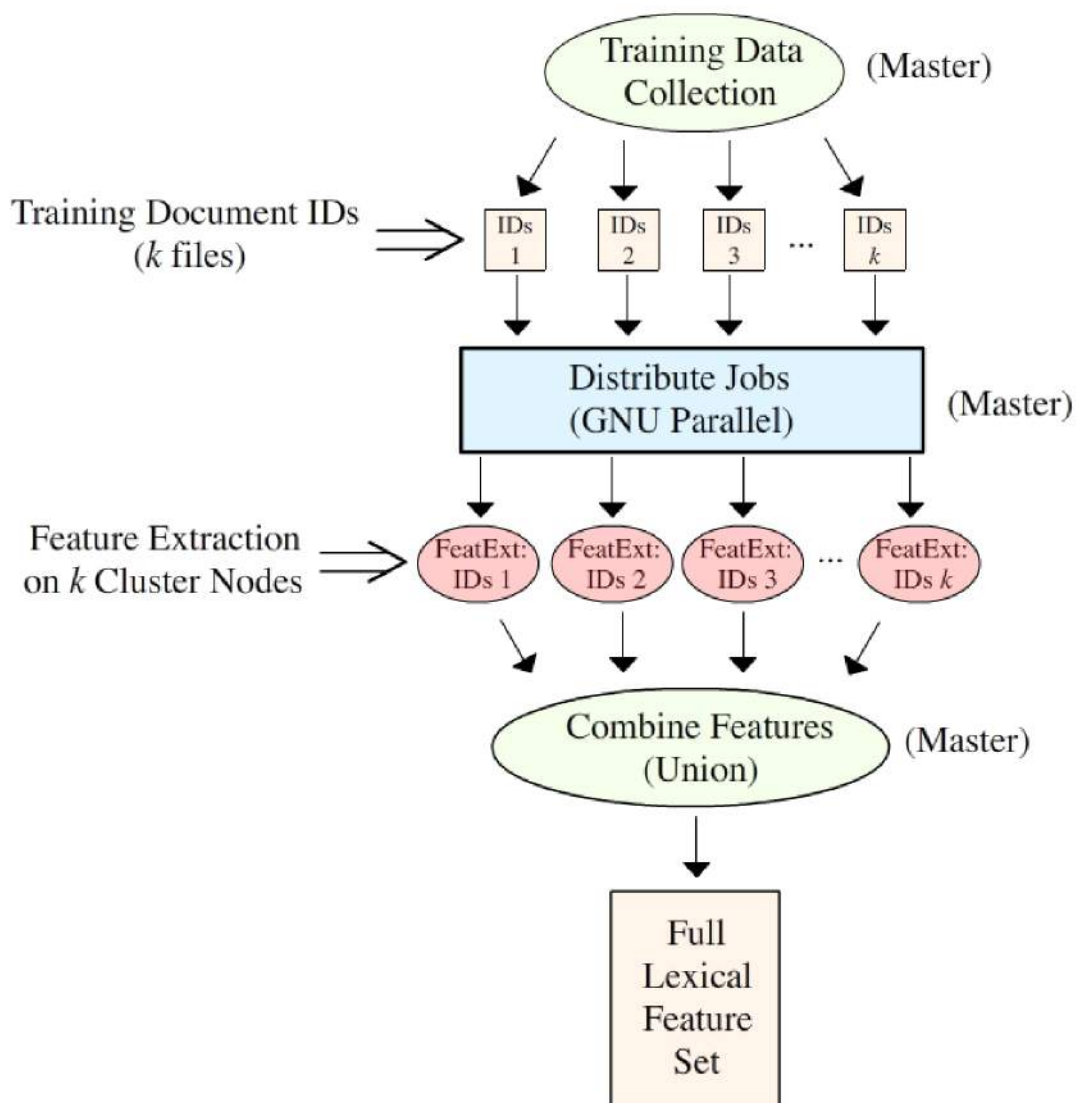 Training Data
Collection
(Master)
Training Document IDs
(k files)
IDs
1
IDs
2
IDs
3
...
IDs
k
Distribute Jobs
(GNU Parallel)
(Master)
Feature Extraction
on k Cluster Nodes
FeatExt:
IDs 1
FeatExt:
IDs 2
FeatExt:
IDs 3
...
FeatExt:
IDs k
Combine Features
(Union)
(Master)
Full
Lexical
Feature
Set